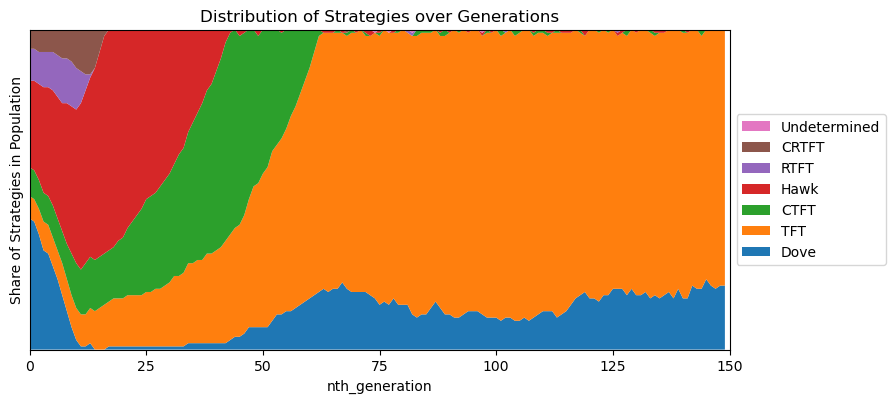 Distribution of Strategies over Generations
Share of Strategies in Population
Undetermined
CRTFT
RTFT
Hawk
CTFT
TFT
Dove
0 25 50 75 100 125 150
nth_generation